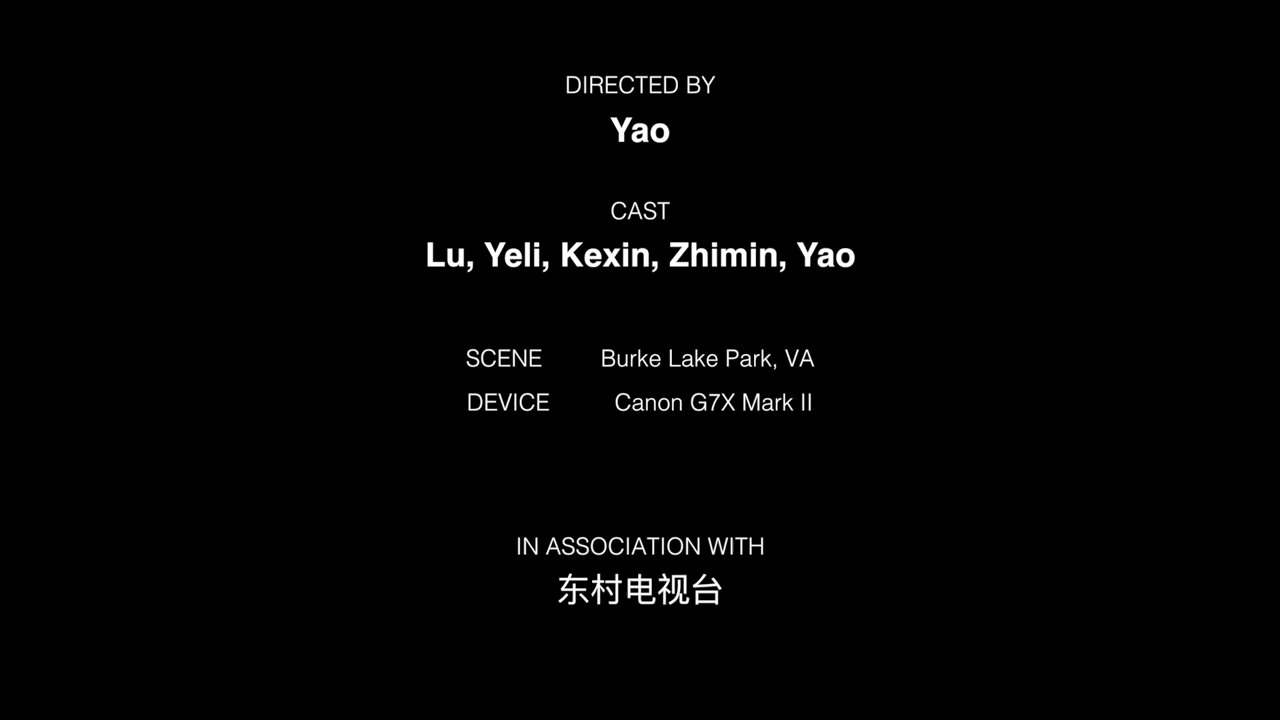 DIRECTED BY
Yao
CAST
Lu, Yeli, Kexin, Zhimin, Yao
SCENE Burke Lake Park, VA
DEVICE Canon G7X Mark II
IN ASSOCIATION WITH
东村电视台